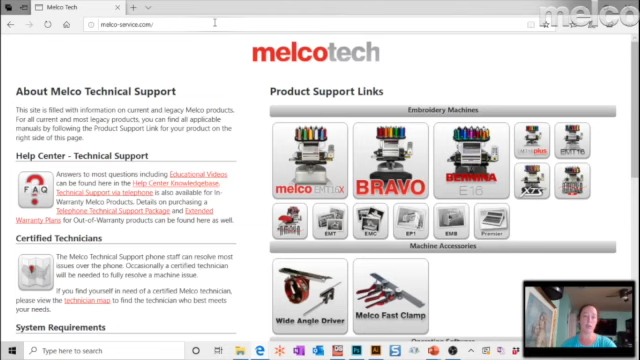 Melco Tech
melco
melco-service.com/
melcotech
About Melco Technical Support
This site is filled with information on current and legacy Melco products.
For all current and most legacy products, you can find all applicable
manuals by following the Product Support Link for your product on the
right side of this page.
Help Center - Technical Support
FAQ
Answers to most questions including Educational Videos
can be found here in the Help Center Knowledgebase.
Technical Support via telephone is also available for In-
Warranty Melco Products. Details on purchasing a
Telephone Technical Support Package and Extended
Warranty Plans for Out-of-Warranty products can be found here as well.
Certified Technicians
The Melco Technical Support phone staff can resolve most
issues over the phone. Occasionally a certified technician
will be needed to fully resolve a machine issue.
If you find yourself in need of a certified Melco technician,
please view the technician map to find the technician who best meets
your needs.
System Requirements
Product Support Links
Embroidery Machines
melco EMT16X
BRAVO
BERNINA
E16
EMT16plus
EMT16
XTS
EMT
EMC
EP1
EMB
Premier
Machine Accessories
Wide Angle Driver
Melco Fast Clamp
Type here to search